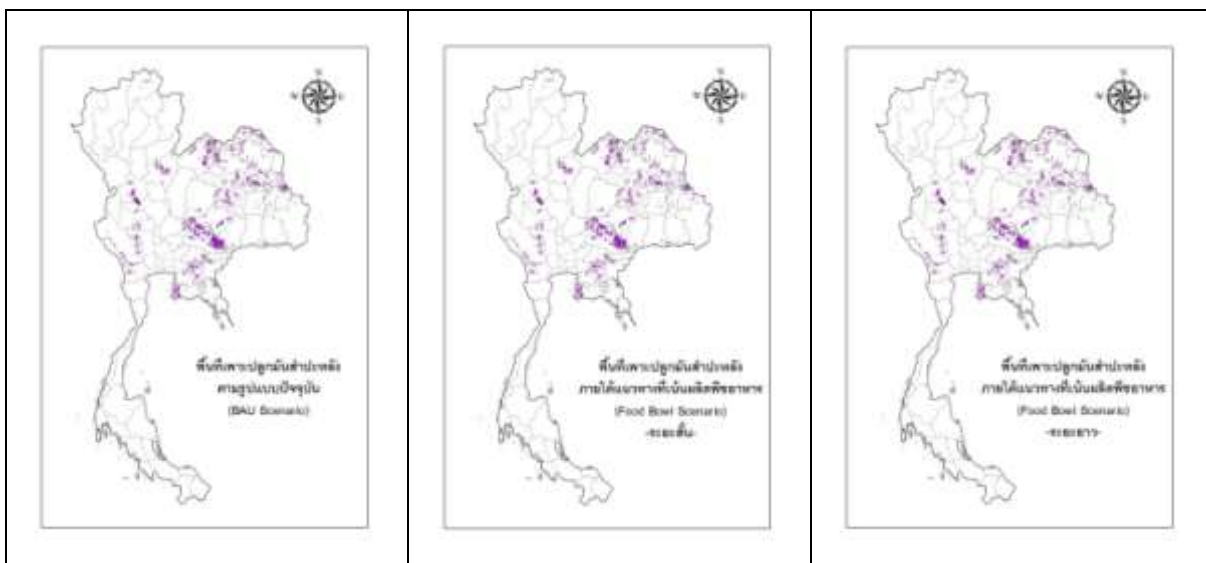 พื้นที่เพาะปลูกมันสำปะหลัง
ตามรูปแบบปัจจุบัน
(BAU Scenario)
พื้นที่เพาะปลูกมันสำปะหลัง
ภายใต้แนวทางที่เน้นผลิตพืชอาหาร
(Food Bowl Scenario)
-ระยะสั้น-
พื้นที่เพาะปลูกมันสำปะหลัง
ภายใต้แนวทางที่เน้นผลิตพืชอาหาร
(Food Bowl Scenario)
-ระยะยาว-